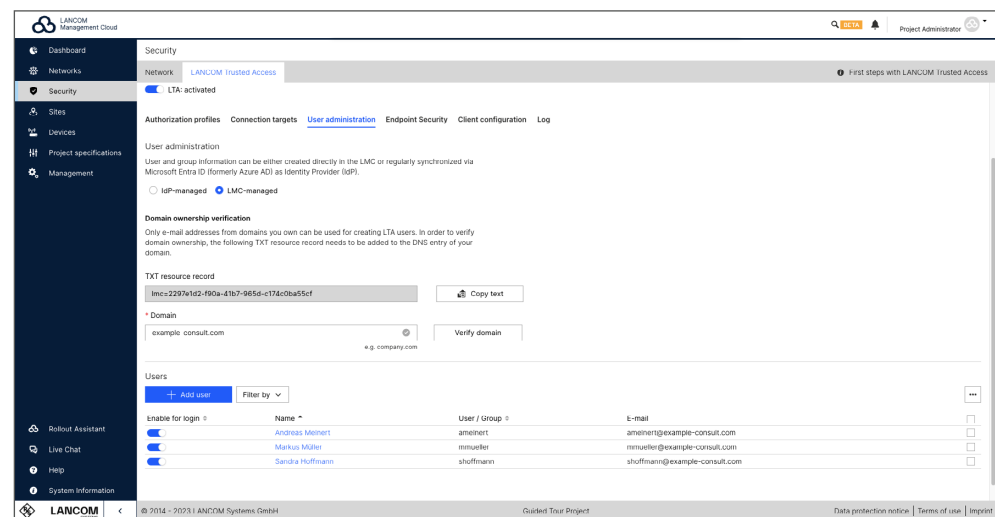 LANCOM
Management Cloud
BETA
Project Administrator
Dashboard
Networks
Security
Sites
Devices
Project specifications
Management
Rollout Assistant
Live Chat
Help
System Information
LANCOM
Security
Network LANCOM Trusted Access First steps with LANCOM Trusted Access
LTA: activated
Authorization profiles Connection targets User administration Endpoint Security Client configuration Log
User administration
User and group information can be either created directly in the LMC or regularly synchronized via
Microsoft Entra ID (formerly Azure AD) as Identity Provider (IdP).
IdP-managed LMC-managed
Domain ownership verification
Only e-mail addresses from domains you own can be used for creating LTA users. In order to verify
domain ownership, the following TXT resource record needs to be added to the DNS entry of your
domain.
TXT resource record
lmc=2297e1d2-f90a-41b7-965d-c174c0ba55cf Copy text
* Domain
example-consult.com Verify domain
e.g. company.com
Users
+ Add user Filter by
Enable for login Name User / Group E-mail
Andreas Meinert ameinert ameinert@example-consult.com
Markus Müller mmueller mmueller@example-consult.com
Sandra Hoffmann shoffmann shoffmann@example-consult.com
© 2014 - 2023 LANCOM Systems GmbH Guided Tour Project Data protection notice | Terms of use | Imprint